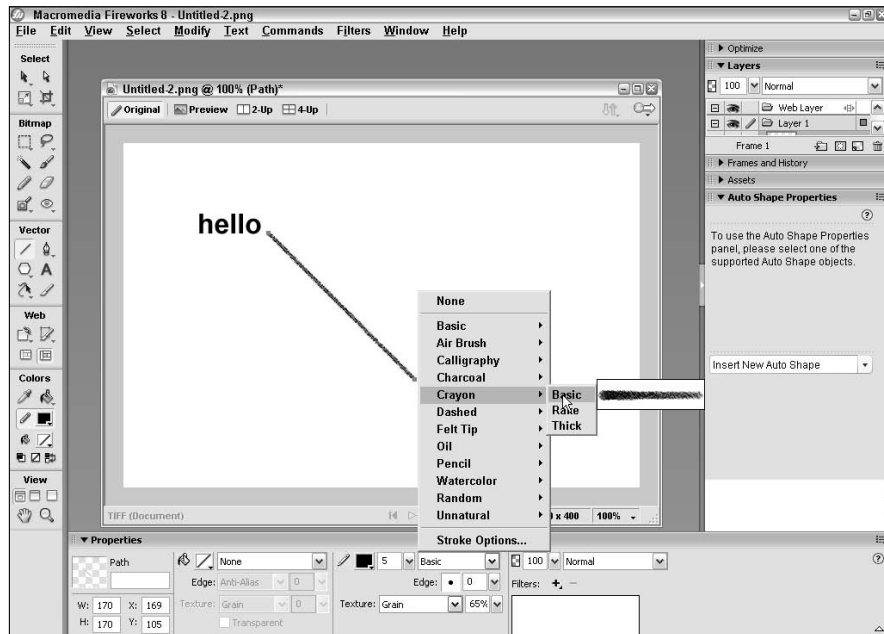 Macromedia Fireworks 8 - Untitled-2.png
File Edit View Select Modify Text Commands Filters Window Help
Select
Bitmap
Vector
A
Web
Colors
View
Untitled-2.png @ 100% (Path)*
Original Preview 2-Up 4-Up
hello
None
Basic
Air Brush
Calligraphy
Charcoal
Crayon
Dashed
Felt Tip
Oil
Pencil
Watercolor
Random
Unnatural
Stroke Options...
Basic
Rake
Thick
TIFF (Document)
x 400 100%
Optimize
Layers
100 Normal
Web Layer
Layer 1
Frame 1
Frames and History
Assets
Auto Shape Properties
To use the Auto Shape Properties
panel, please select one of the
supported Auto Shape objects.
Insert New Auto Shape
Properties
Path None 5 Basic 100 Normal
Edge: Anti-Alias 0 Edge: 0 Filters:
W: 170 X: 169 Texture: Grain 0 Texture: Grain 65%
H: 170 Y: 105 Transparent